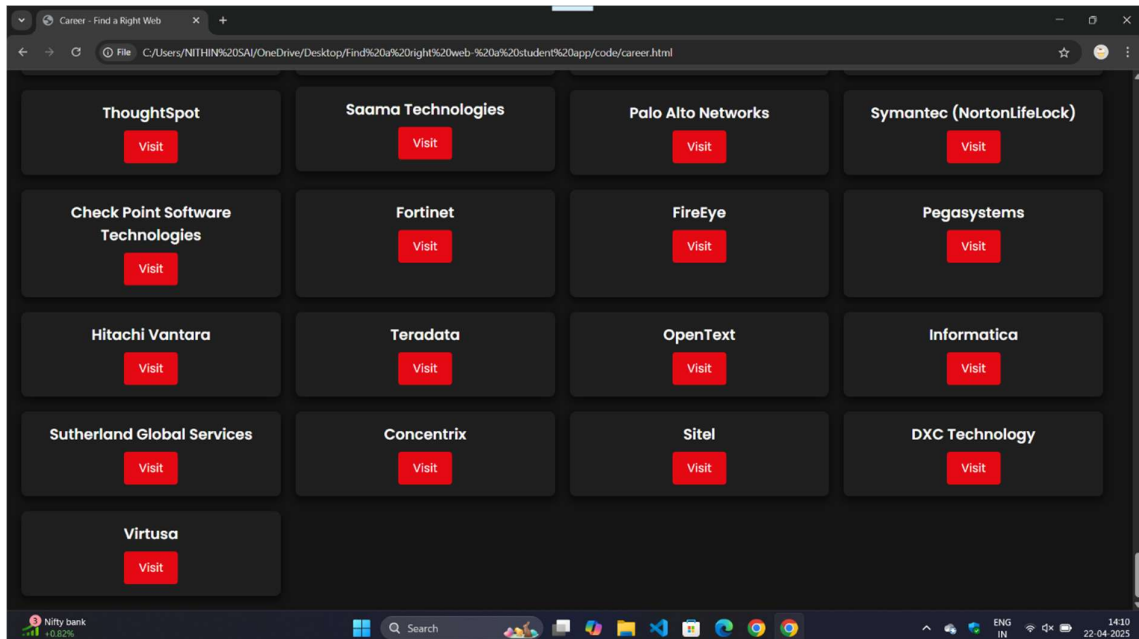 Career - Find a Right Web
File C:/Users/NITHIN%20SAI/OneDrive/Desktop/Find%20a%20right%20web-%20a%20student%20app/code/career.html
ThoughtSpot
Visit
Saama Technologies
Visit
Palo Alto Networks
Visit
Symantec (NortonLifeLock)
Visit
Check Point Software
Technologies
Visit
Fortinet
Visit
FireEye
Visit
Pegasystems
Visit
Hitachi Vantara
Visit
Teradata
Visit
OpenText
Visit
Informatica
Visit
Sutherland Global Services
Visit
Concentrix
Visit
Sitel
Visit
DXC Technology
Visit
Virtusa
Visit
3
Nifty bank
+0.82%
Search
ENG
IN
14:10
22-04-2025